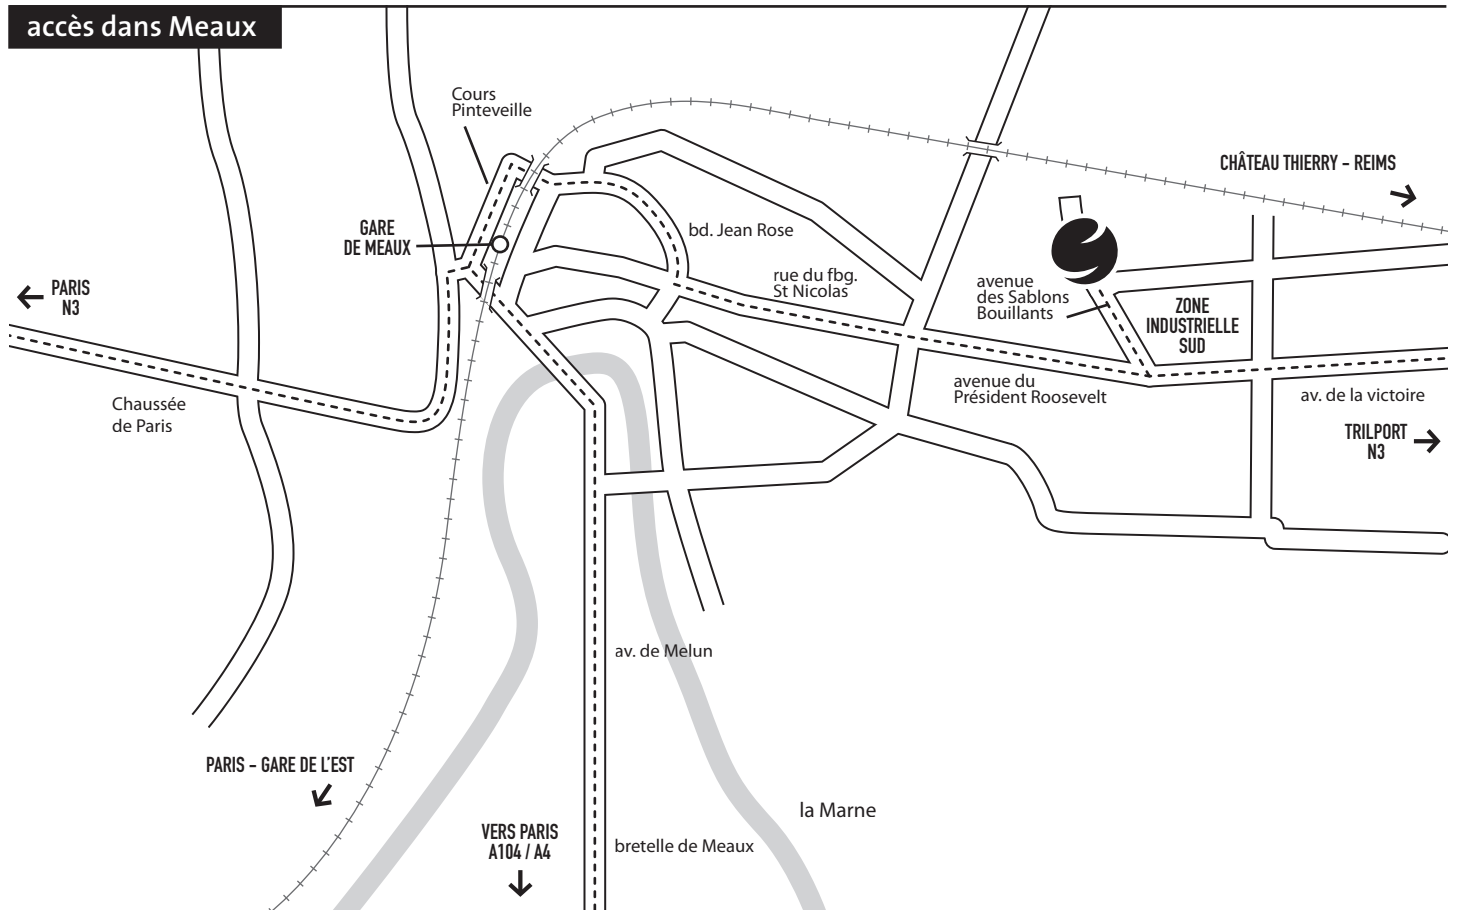 accès dans Meaux
Cours
Pinteveille
CHÂTEAU THIERRY – REIMS
GARE
DE MEAUX
bd. Jean Rose
rue du fbg.
St Nicolas
avenue
des Sablons
Bouillants
ZONE
INDUSTRIELLE
SUD
PARIS
N3
Chaussée
de Paris
avenue du
Président Roosevelt
av. de la victoire
TRILPORT
N3
av. de Melun
PARIS – GARE DE L'EST
la Marne
VERS PARIS
A104 / A4
bretelle de Meaux